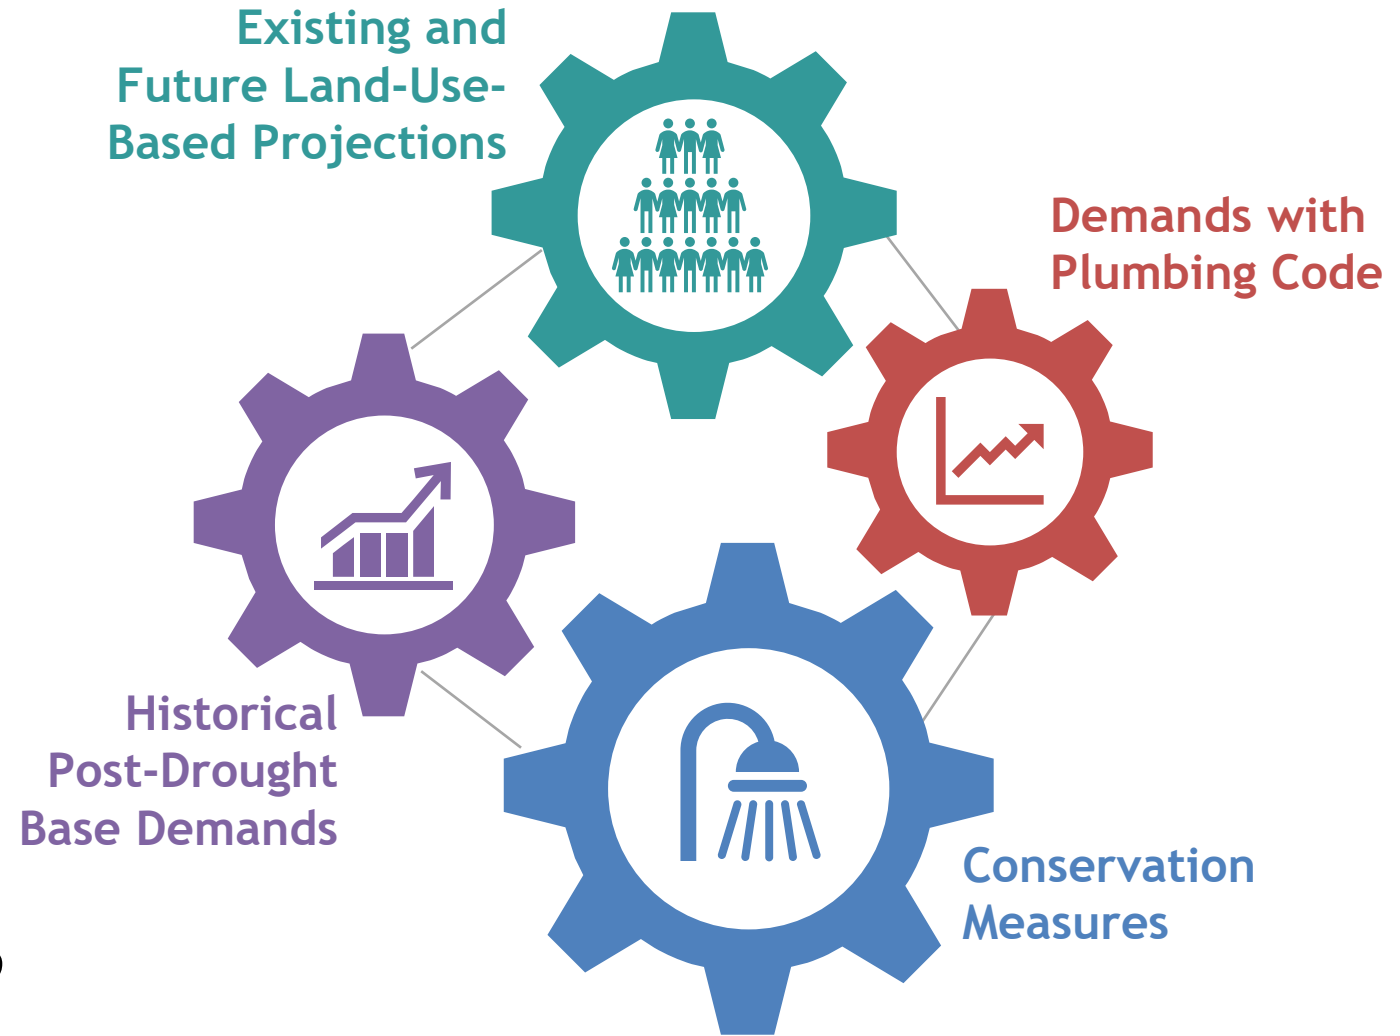 Existing and
Future Land-Use-
Based Projections
Demands with
Plumbing Code
Historical
Post-Drought
Base Demands
Conservation
Measures